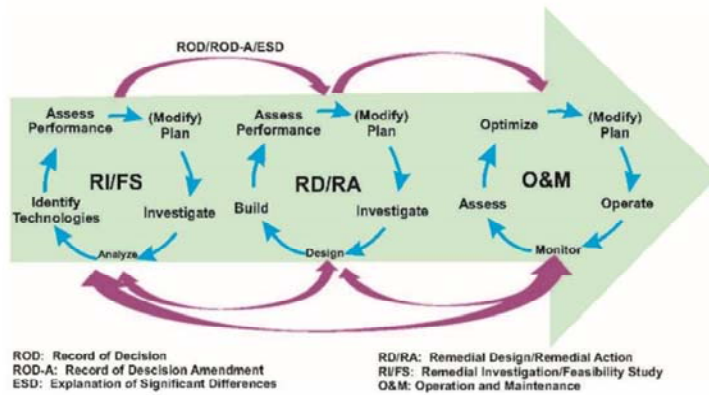 ROD/ROD-A/ESD
Assess
Performance
(Modify)
Plan
RI/FS
Identify
Technologies
Investigate
Analyze
Assess
Performance
(Modify)
Plan
RD/RA
Build
Investigate
Design
Optimize
(Modify)
Plan
O&M
Assess
Operate
Monitor
ROD: Record of Decision
ROD-A: Record of Descision Amendment
ESD: Explanation of Significant Differences
RD/RA: Remedial Design/Remedial Action
RI/FS: Remedial Investigation/Feasibility Study
O&M: Operation and Maintenance